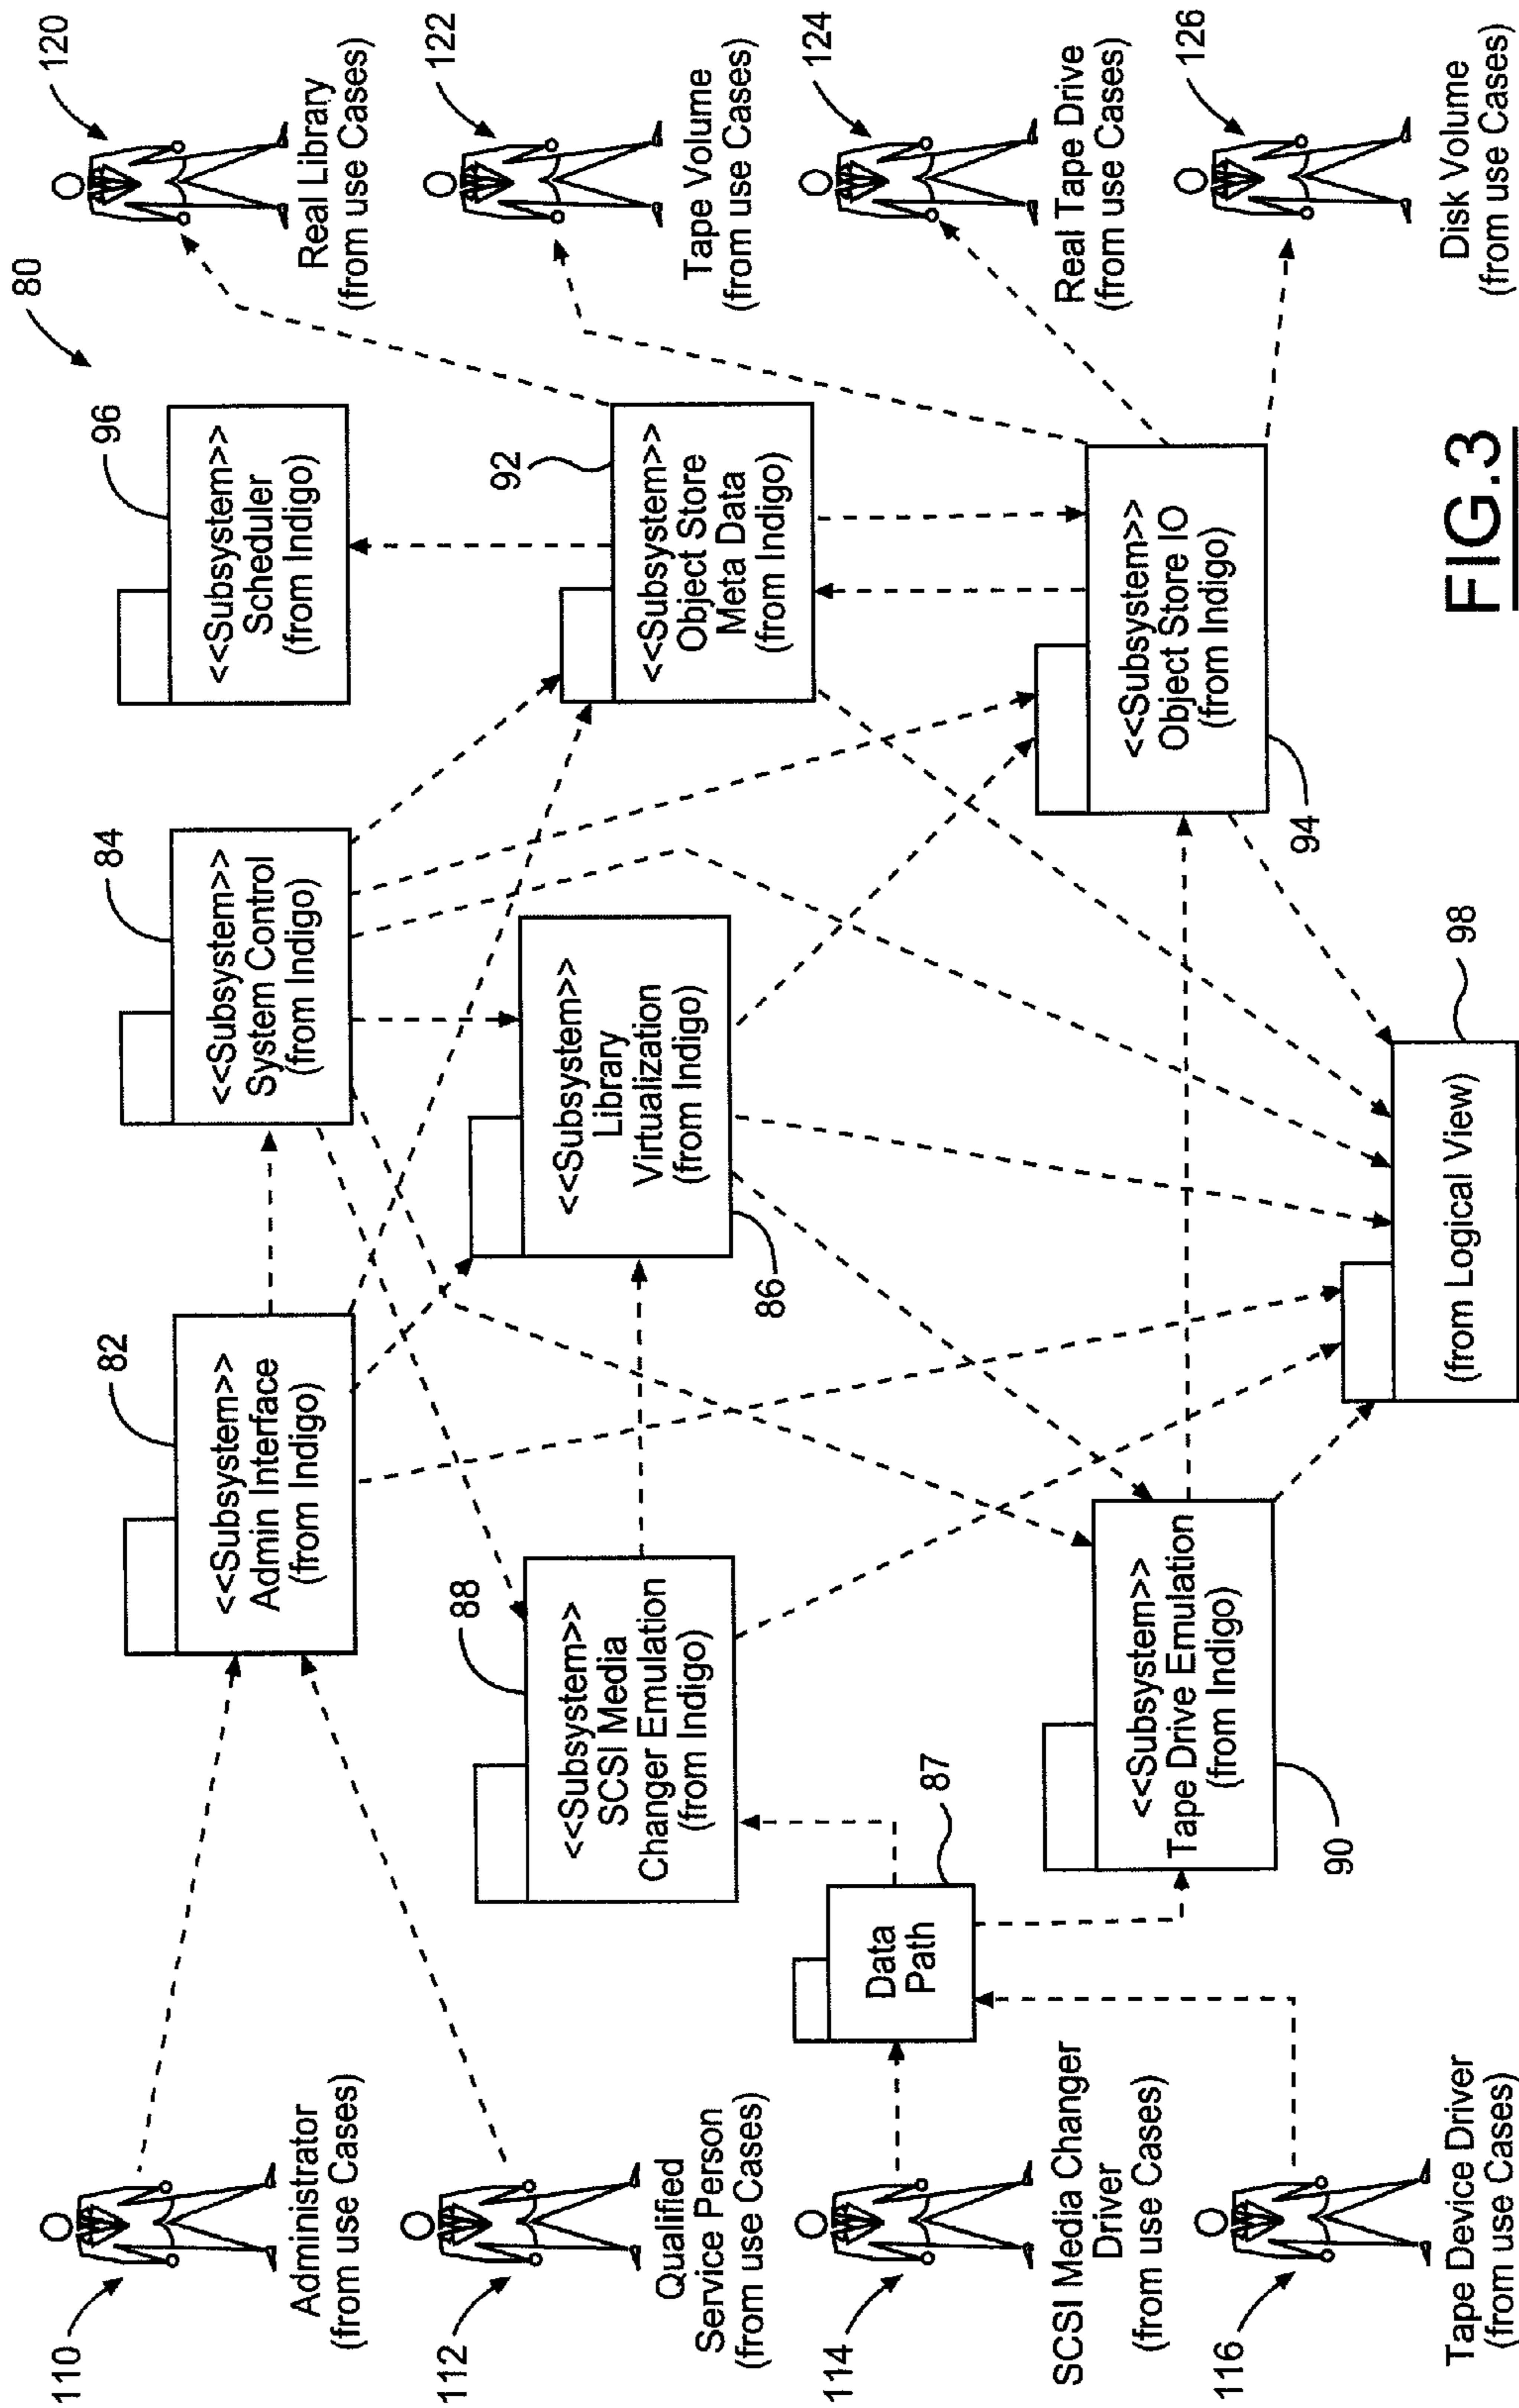 80
110
Administrator
(from use Cases)
112
Qualified
Service Person
(from use Cases)
114
SCSI Media Changer
Driver
(from use Cases)
116
Tape Device Driver
(from use Cases)
82
<<Subsystem>>
Admin Interface
(from Indigo)
88
<<Subsystem>>
SCSI Media
Changer Emulation
(from Indigo)
87
Data
Path
<<Subsystem>>
Tape Drive Emulation
(from Indigo)
90
84
<<Subsystem>>
System Control
(from Indigo)
<<Subsystem>>
Library
Virtualization
(from Indigo)
86
98
(from Logical View)
96
<<Subsystem>>
Scheduler
(from Indigo)
92
<<Subsystem>>
Object Store
Meta Data
(from Indigo)
<<Subsystem>>
Object Store IO
(from Indigo)
94
120
Real Library
(from use Cases)
122
Tape Volume
(from use Cases)
124
Real Tape Drive
(from use Cases)
126
Disk Volume
(from use Cases)
FIG.3